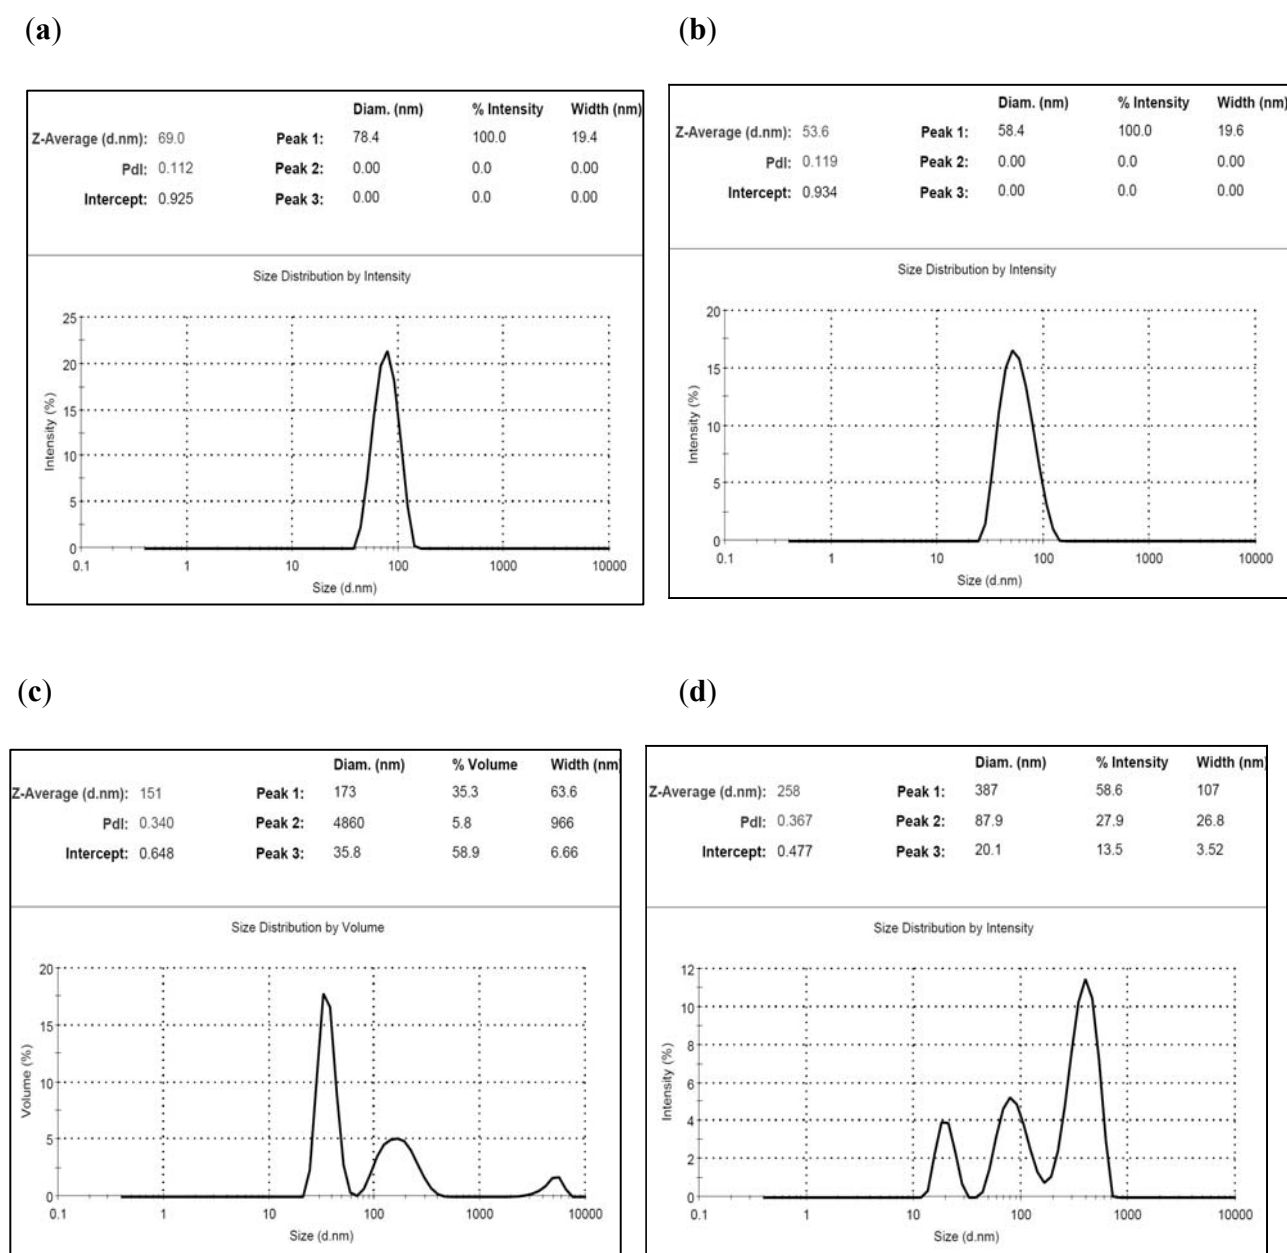 (a)
Diam. (nm) % Intensity Width (nm)
Z-Average (d.nm): 69.0 Peak 1: 78.4 100.0 19.4
PdI: 0.112 Peak 2: 0.00 0.0 0.00
Intercept: 0.925 Peak 3: 0.00 0.0 0.00
Size Distribution by Intensity
25
20
15
10
5
0
Intensity (%)
0.1 1 10 100 1000 10000
Size (d.nm)
(b)
Diam. (nm) % Intensity Width (nm)
Z-Average (d.nm): 53.6 Peak 1: 58.4 100.0 19.6
PdI: 0.119 Peak 2: 0.00 0.0 0.00
Intercept: 0.934 Peak 3: 0.00 0.0 0.00
Size Distribution by Intensity
20
15
10
5
0
Intensity (%)
0.1 1 10 100 1000 10000
Size (d.nm)
(c)
Diam. (nm) % Volume Width (nm)
Z-Average (d.nm): 151 Peak 1: 173 35.3 63.6
PdI: 0.340 Peak 2: 4860 5.8 966
Intercept: 0.648 Peak 3: 35.8 58.9 6.66
Size Distribution by Volume
20
15
10
5
0
Volume (%)
0.1 1 10 100 1000 10000
Size (d.nm)
(d)
Diam. (nm) % Intensity Width (nm)
Z-Average (d.nm): 258 Peak 1: 387 58.6 107
PdI: 0.367 Peak 2: 87.9 27.9 26.8
Intercept: 0.477 Peak 3: 20.1 13.5 3.52
Size Distribution by Intensity
12
10
8
6
4
2
0
Intensity (%)
0.1 1 10 100 1000 10000
Size (d.nm)